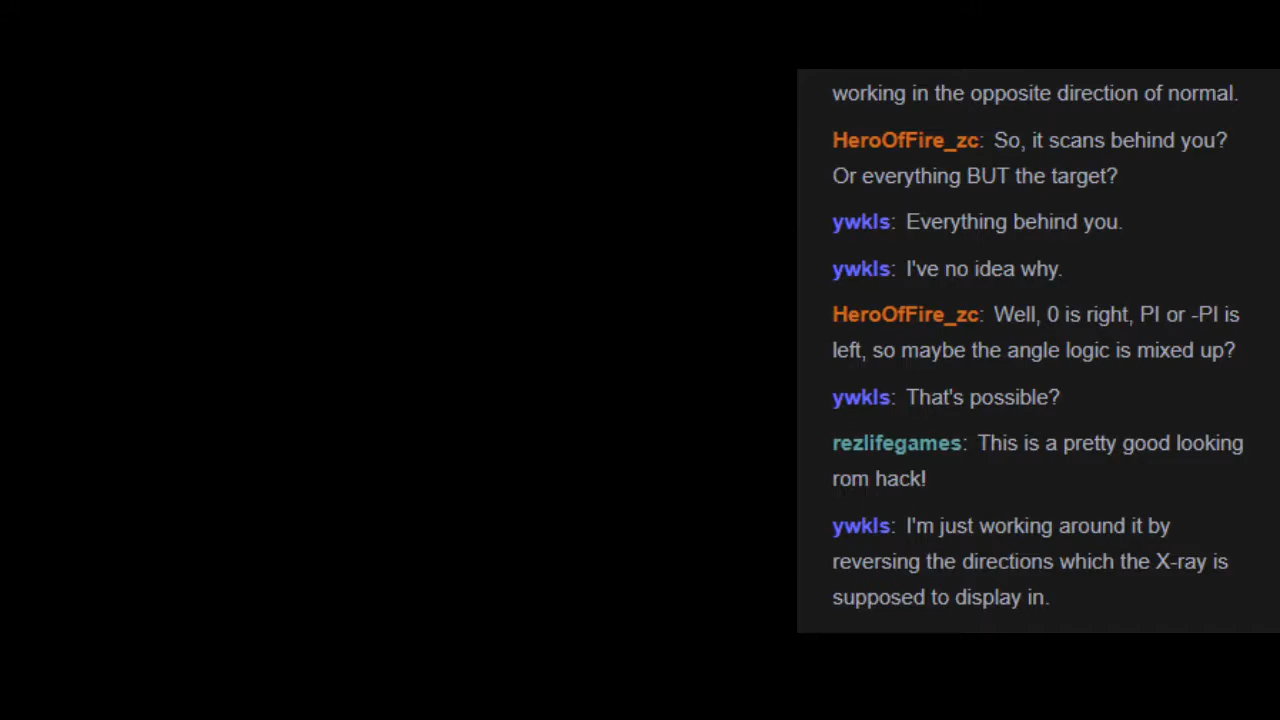 working in the opposite direction of normal.
HeroOfFire_zc: So, it scans behind you?
Or everything BUT the target?
ywkls: Everything behind you.
ywkls: I've no idea why.
HeroOfFire_zc: Well, 0 is right, PI or -PI is
left, so maybe the angle logic is mixed up?
ywkls: That's possible?
rezlifegames: This is a pretty good looking
rom hack!
ywkls: I'm just working around it by
reversing the directions which the X-ray is
supposed to display in.